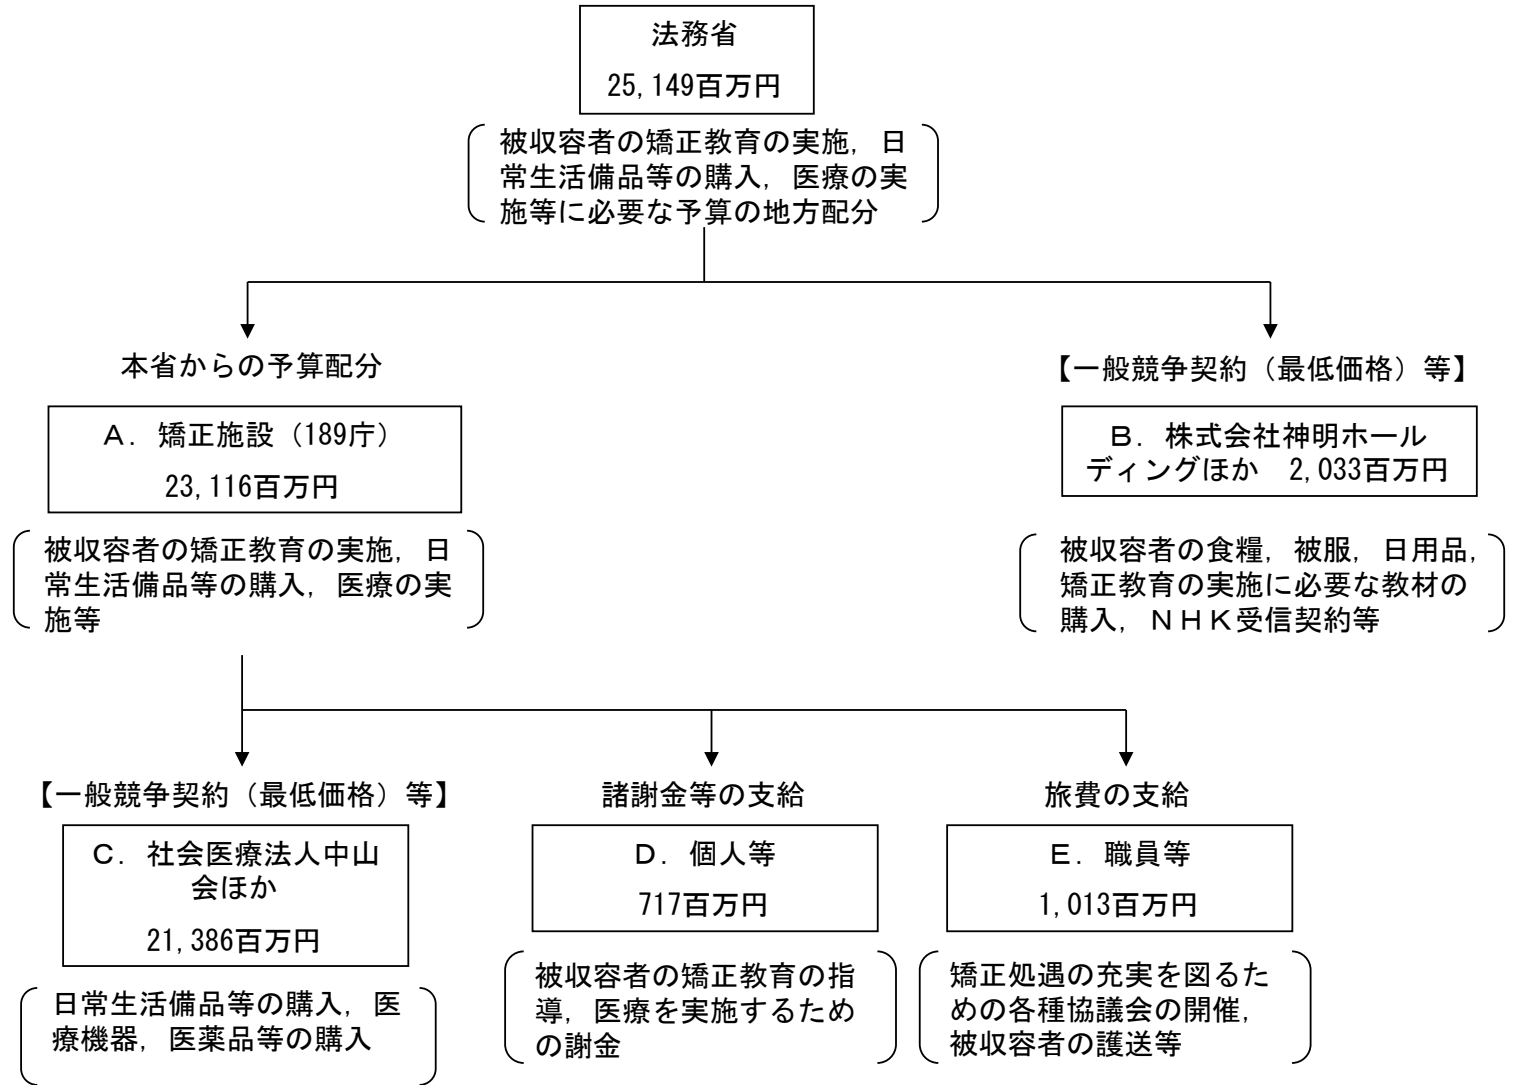 法務省
25,149百万円
被収容者の矯正教育の実施，日
常生活備品等の購入，医療の実
施等に必要な予算の地方配分
本省からの予算配分
Ａ．矯正施設（189庁）
23,116百万円
被収容者の矯正教育の実施，日
常生活備品等の購入，医療の実
施等
【一般競争契約（最低価格）等】
Ｂ．株式会社神明ホール
ディングほか　2,033百万円
被収容者の食糧，被服，日用品，
矯正教育の実施に必要な教材の
購入，ＮＨＫ受信契約等
【一般競争契約（最低価格）等】
Ｃ．社会医療法人中山
会ほか
21,386百万円
日常生活備品等の購入，医
療機器，医薬品等の購入
諸謝金等の支給
Ｄ．個人等
717百万円
被収容者の矯正教育の指
導，医療を実施するため
の謝金
旅費の支給
Ｅ．職員等
1,013百万円
矯正処遇の充実を図るた
めの各種協議会の開催，
被収容者の護送等